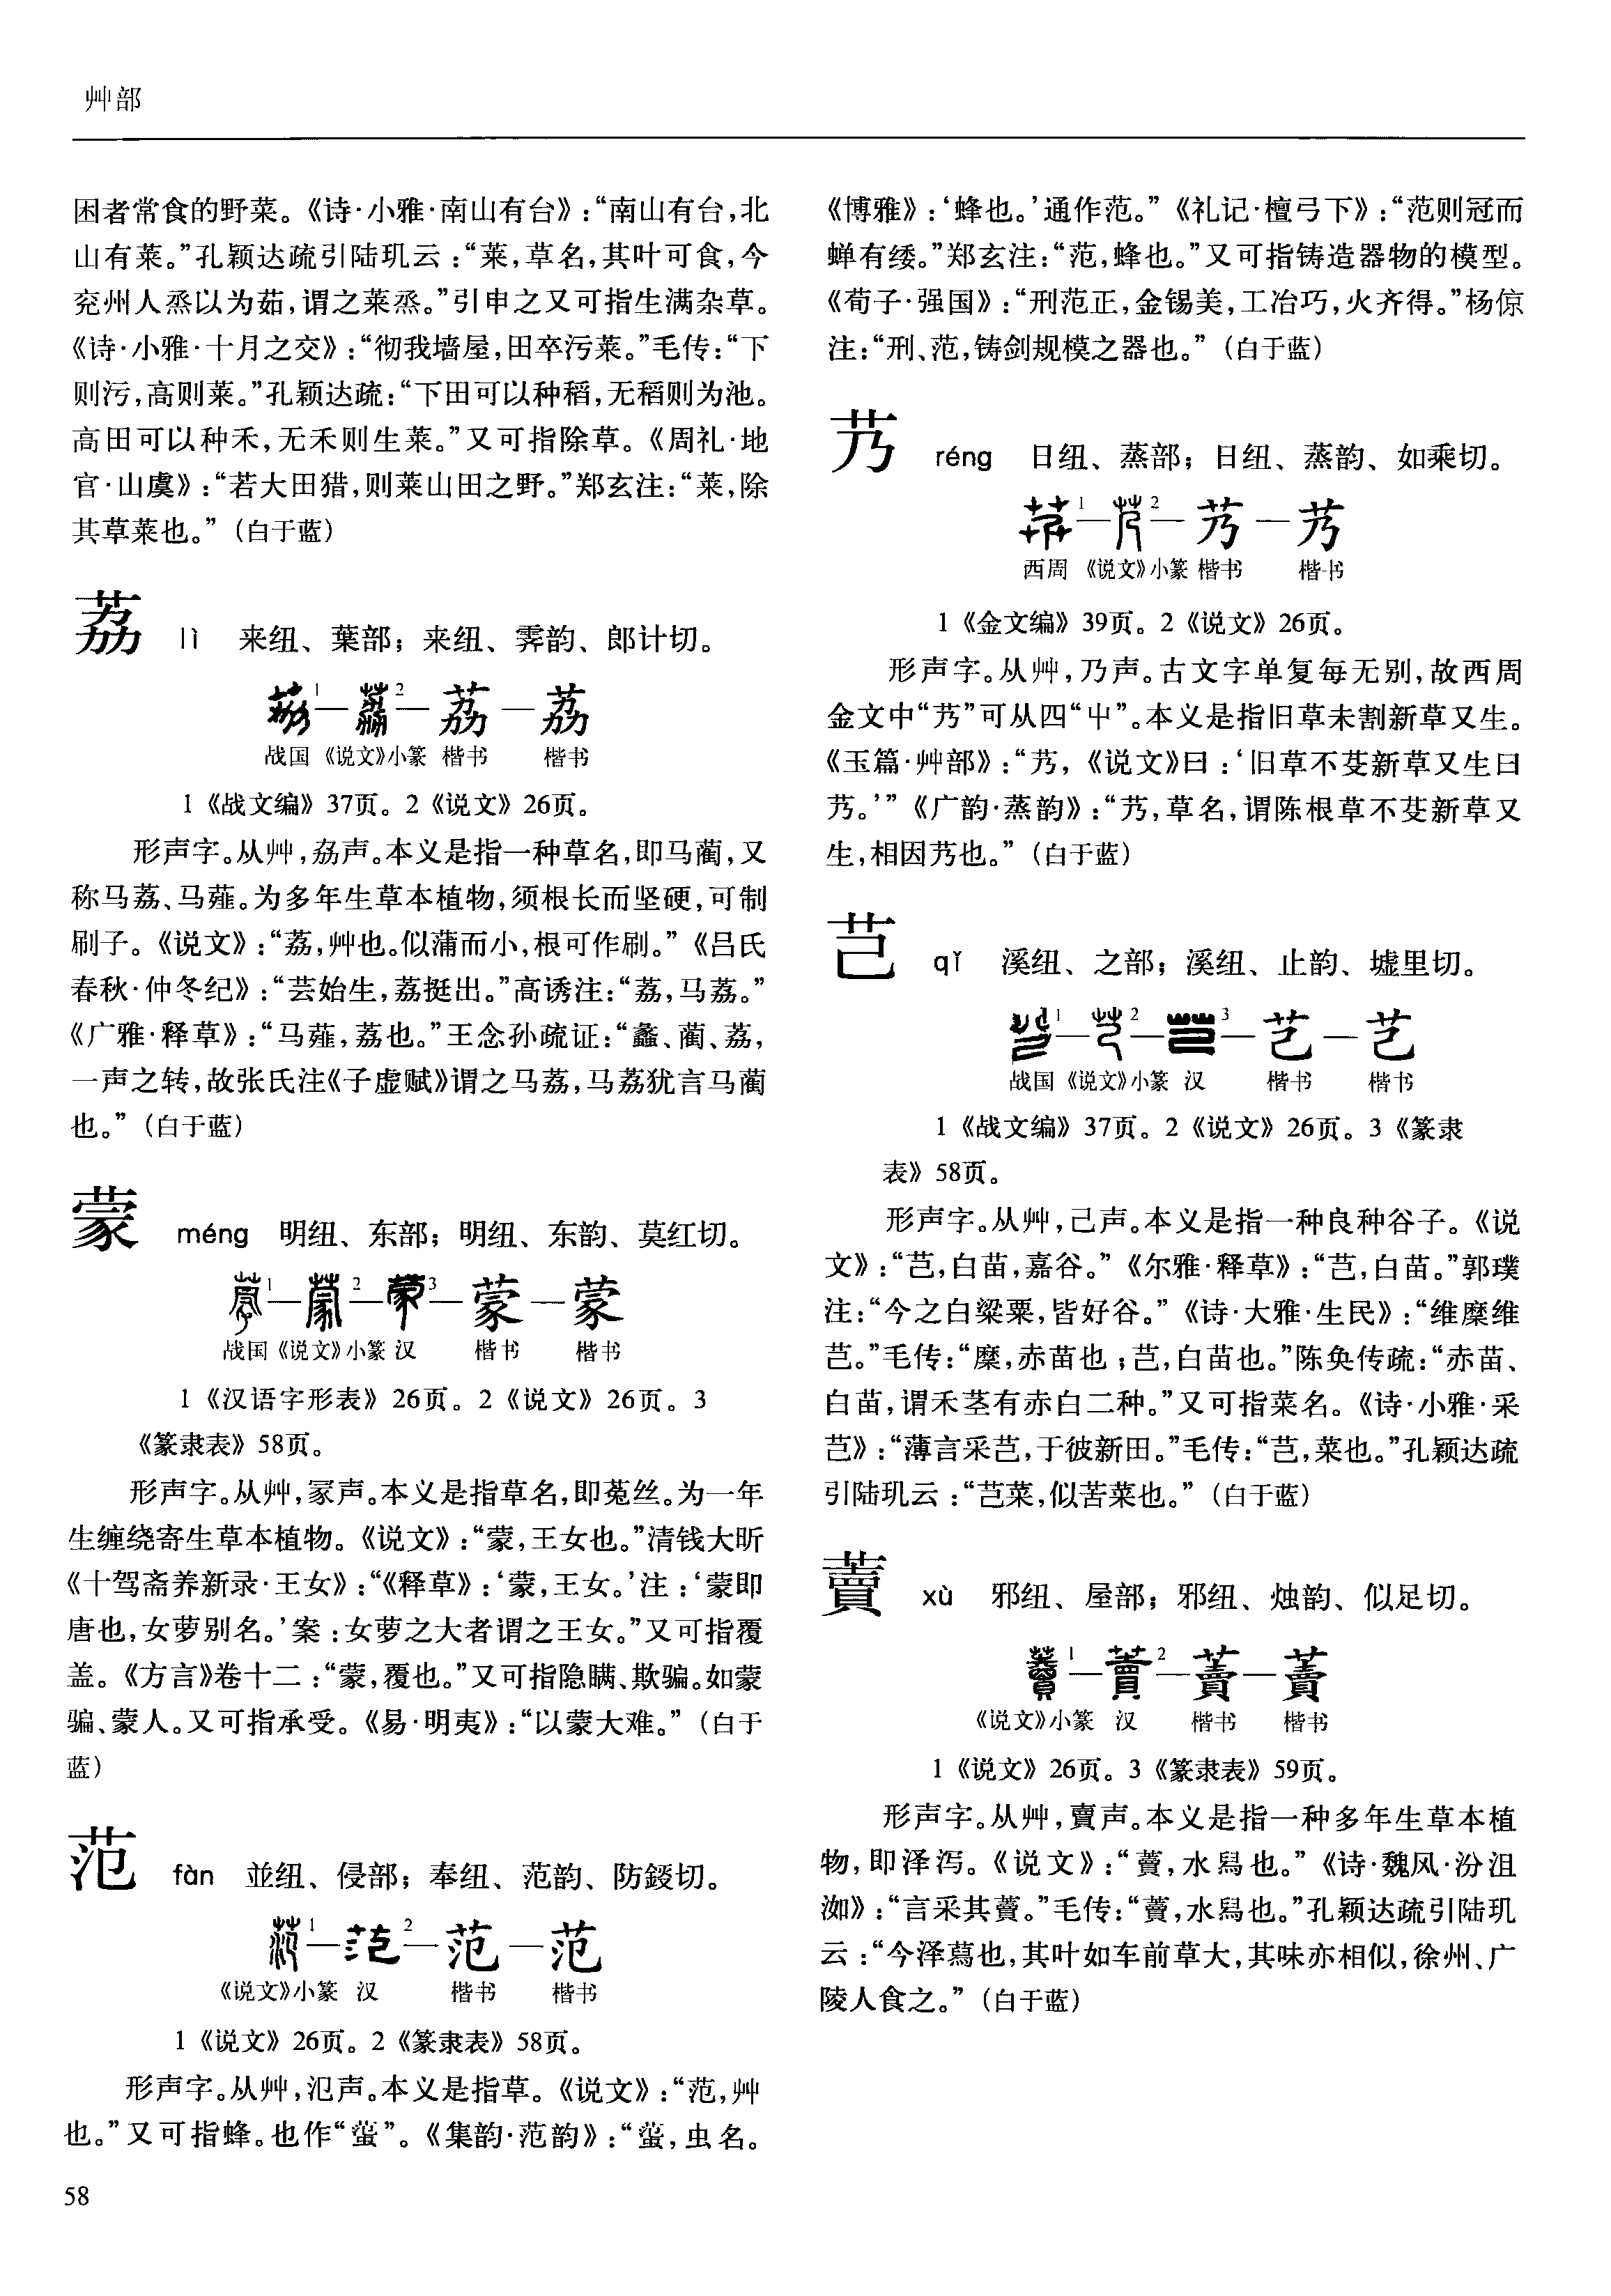 艸部
困者常食的野菜。《诗·小雅·南山有台》：“南山有台，北
山有莱。”孔颖达疏引陆玑云：“莱，草名，其叶可食，今
兖州人烝以为茹，谓之莱烝。”引申之又可指生满杂草。
《诗·小雅·十月之交》：“彻我墙屋，田卒污莱。”毛传：“下
则污，高则莱。”孔颖达疏：“下田可以种稻，无稻则为池。
高田可以种禾，无禾则生莱。”又可指除草。《周礼·地
官·山虞》：“若大田猎，则莱山田之野。”郑玄注：“莱，除
其草莱也。”（白于蓝）
荔 lì 来纽、葉部；来纽、霁韵、郎计切。
荔1—荔2—荔—荔
战国 《说文》小篆 楷书 楷书
1《战文编》37页。2《说文》26页。
形声字。从艸，劦声。本义是指一种草名，即马蔺，又
称马荔、马薤。为多年生草本植物，须根长而坚硬，可制
刷子。《说文》：“荔，艸也。似蒲而小，根可作刷。”《吕氏
春秋·仲冬纪》：“芸始生，荔挺出。”高诱注：“荔，马荔。”
《广雅·释草》：“马薤，荔也。”王念孙疏证：“蠡、蔺、荔，
一声之转，故张氏注《子虚赋》谓之马荔，马荔犹言马蔺
也。”（白于蓝）
蒙 méng 明纽、东部；明纽、东韵、莫红切。
蒙1—蒙2—蒙3—蒙—蒙
战国 《说文》小篆 汉 楷书 楷书
1《汉语字形表》26页。2《说文》26页。3
《篆隶表》58页。
形声字。从艸，冡声。本义是指草名，即菟丝。为一年
生缠绕寄生草本植物。《说文》：“蒙，王女也。”清钱大昕
《十驾斋养新录·王女》：“《释草》：‘蒙，王女。’注：‘蒙即
唐也，女萝别名。’案：女萝之大者谓之王女。”又可指覆
盖。《方言》卷十二：“蒙，覆也。”又可指隐瞒、欺骗。如蒙
骗、蒙人。又可指承受。《易·明夷》：“以蒙大难。”（白于
蓝）
范 fàn 並纽、侵部；奉纽、范韵、防錽切。
范1—范2—范—范
《说文》小篆 汉 楷书 楷书
1《说文》26页。2《篆隶表》58页。
形声字。从艸，氾声。本义是指草。《说文》：“范，艸
也。”又可指蜂。也作“䗠”。《集韵·范韵》：“䗠，虫名。
58
《博雅》：‘蜂也。’通作范。”《礼记·檀弓下》：“范则冠而
蝉有緌。”郑玄注：“范，蜂也。”又可指铸造器物的模型。
《荀子·强国》：“刑范正，金锡美，工冶巧，火齐得。”杨倞
注：“刑、范，铸剑规模之器也。”（白于蓝）
艿 réng 日纽、蒸部；日纽、蒸韵、如乘切。
艿1—艿2—艿—艿
西周 《说文》小篆 楷书 楷书
1《金文编》39页。2《说文》26页。
形声字。从艸，乃声。古文字单复每无别，故西周
金文中“艿”可从四“屮”。本义是指旧草未割新草又生。
《玉篇·艸部》：“艿，《说文》曰：‘旧草不芟新草又生曰
艿。’”《广韵·蒸韵》：“艿，草名，谓陈根草不芟新草又
生，相因艿也。”（白于蓝）
芑 qǐ 溪纽、之部；溪纽、止韵、墟里切。
芑1—芑2—芑3—芑—芑
战国 《说文》小篆 汉 楷书 楷书
1《战文编》37页。2《说文》26页。3《篆隶
表》58页。
形声字。从艸，己声。本义是指一种良种谷子。《说
文》：“芑，白苗，嘉谷。”《尔雅·释草》：“芑，白苗。”郭璞
注：“今之白粱粟，皆好谷。”《诗·大雅·生民》：“维穈维
芑。”毛传：“穈，赤苗也；芑，白苗也。”陈奂传疏：“赤苗、
白苗，谓禾茎有赤白二种。”又可指菜名。《诗·小雅·采
芑》：“薄言采芑，于彼新田。”毛传：“芑，菜也。”孔颖达疏
引陆玑云：“芑菜，似苦菜也。”（白于蓝）
藚 xù 邪纽、屋部；邪纽、烛韵、似足切。
藚1—藚2—藚—藚
《说文》小篆 汉 楷书 楷书
1《说文》26页。3《篆隶表》59页。
形声字。从艸，賣声。本义是指一种多年生草本植
物，即泽泻。《说文》：“藚，水舄也。”《诗·魏风·汾沮
洳》：“言采其藚。”毛传：“藚，水舄也。”孔颖达疏引陆玑
云：“今泽蕮也，其叶如车前草大，其味亦相似，徐州、广
陵人食之。”（白于蓝）